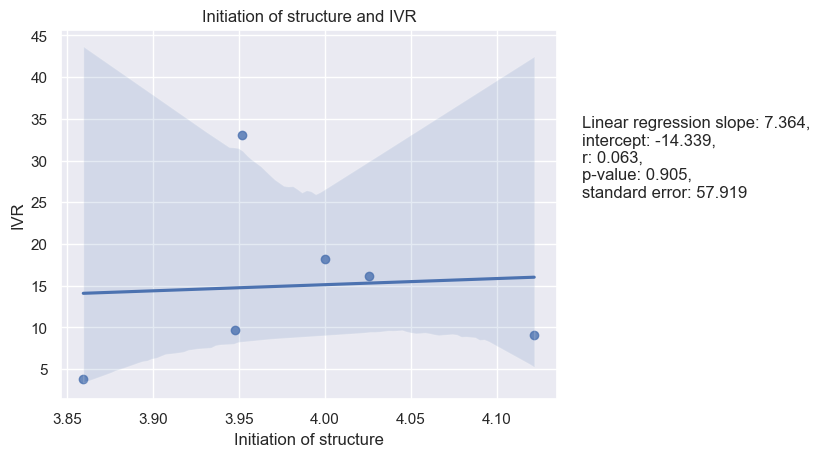 Initiation of structure and IVR
45
40
35
30
25
20
15
10
5
IVR
3.85 3.90 3.95 4.00 4.05 4.10
Initiation of structure
Linear regression slope: 7.364,
intercept: -14.339,
r: 0.063,
p-value: 0.905,
standard error: 57.919